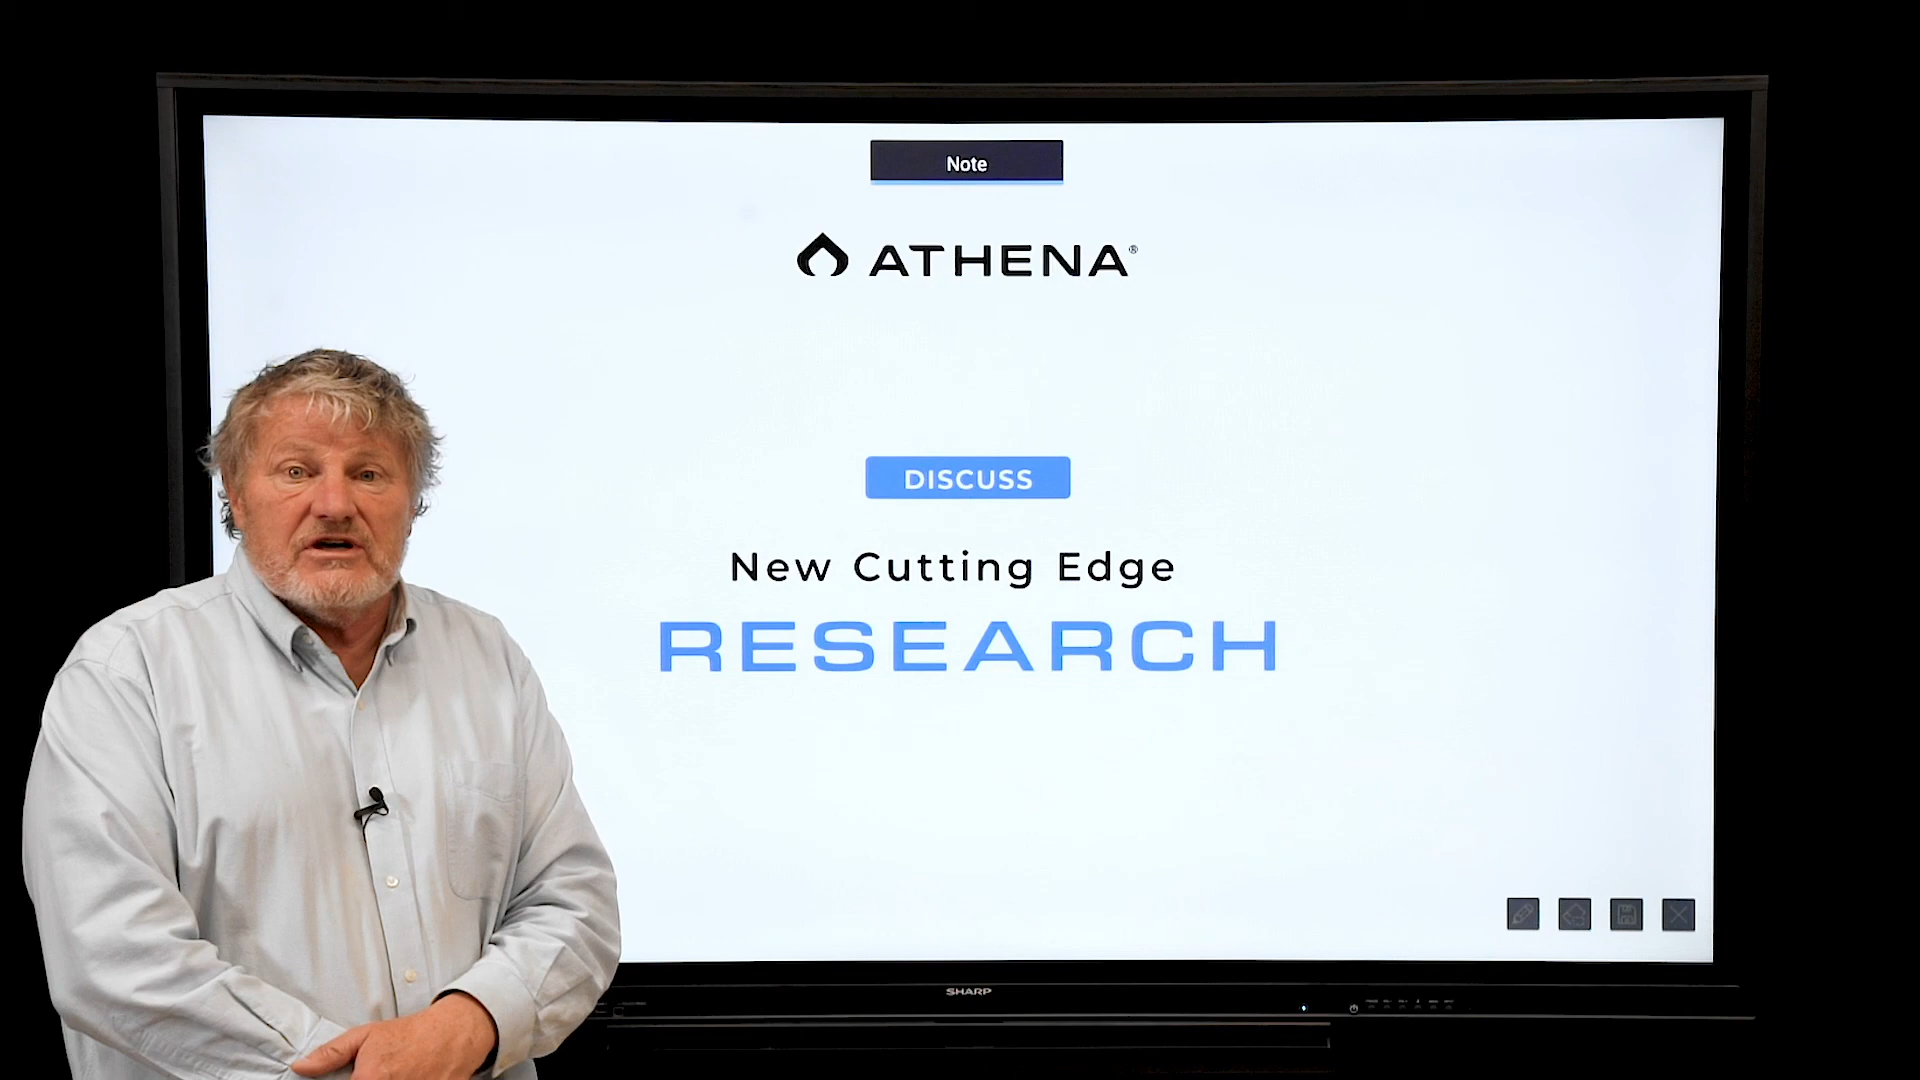 Note
ATHENA®
DISCUSS
New Cutting Edge
RESEARCH
SHARP